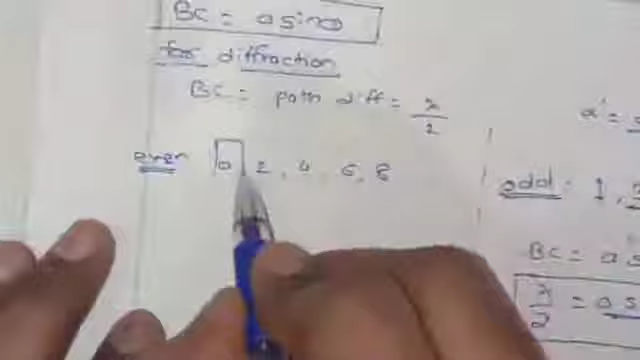 BC = a sinθ
for diffraction
BC = path diff = λ/2
even 0 2, 4, 6, 8
odd - 1,
BC = a s
λ/2 = a s